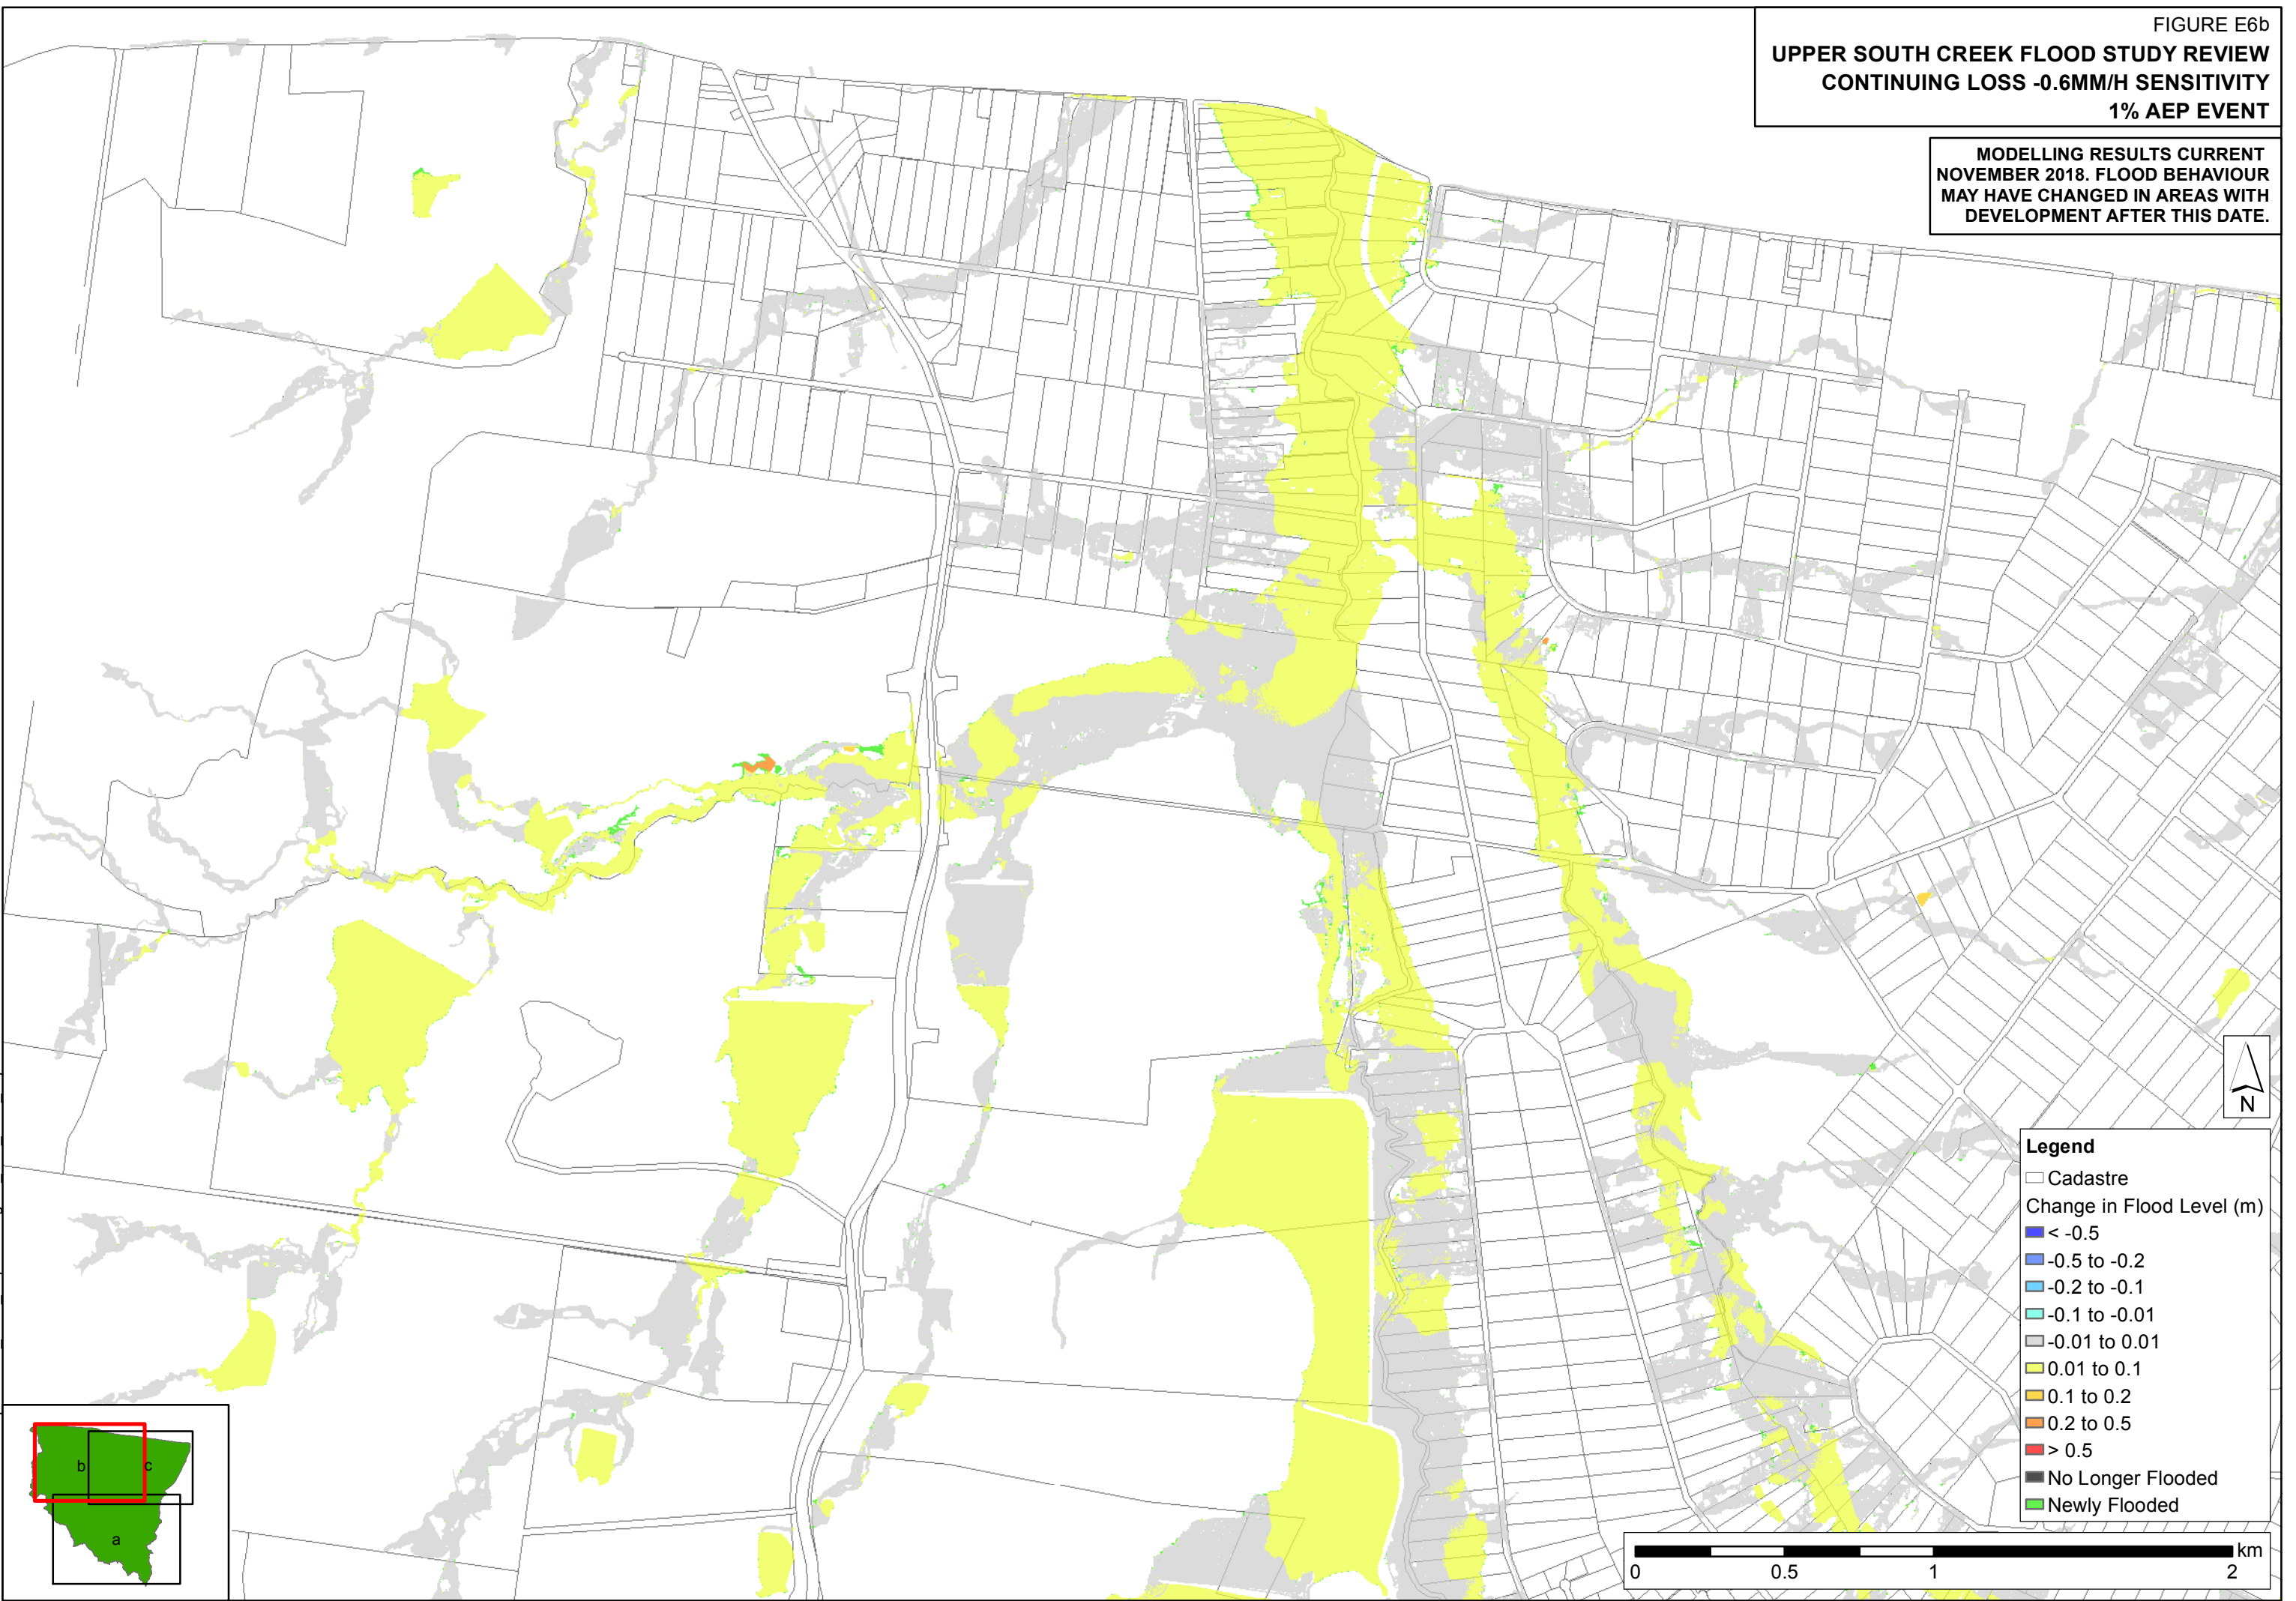 FIGURE E6b
UPPER SOUTH CREEK FLOOD STUDY REVIEW
CONTINUING LOSS -0.6MM/H SENSITIVITY
1% AEP EVENT
MODELLING RESULTS CURRENT
NOVEMBER 2018. FLOOD BEHAVIOUR
MAY HAVE CHANGED IN AREAS WITH
DEVELOPMENT AFTER THIS DATE.
N
Legend
Cadastre
Change in Flood Level (m)
< -0.5
-0.5 to -0.2
-0.2 to -0.1
-0.1 to -0.01
-0.01 to 0.01
0.01 to 0.1
0.1 to 0.2
0.2 to 0.5
> 0.5
No Longer Flooded
Newly Flooded
b c
a
km
0 0.5 1 2